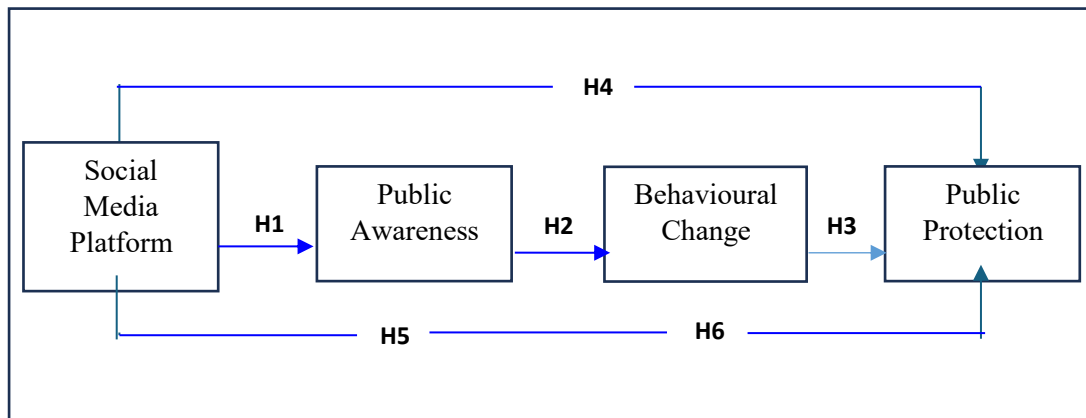 H4
Social
Media
Platform
H1
Public
Awareness
H2
Behavioural
Change
H3
Public
Protection
H5
H6